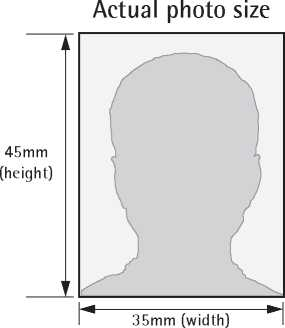 Actual photo size
45mm
(height)
35mm (width)